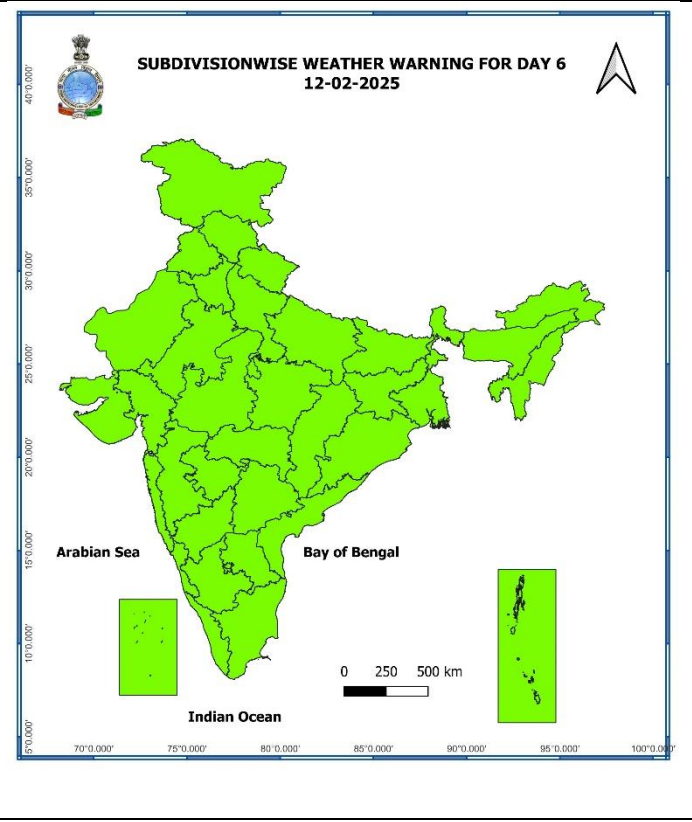 SUBDIVISIONWISE WEATHER WARNING FOR DAY 6
12-02-2025
40°0.000'
35°0.000'
30°0.000'
25°0.000'
20°0.000'
15°0.000'
10°0.000'
5°0.000'
Arabian Sea
Bay of Bengal
0 250 500 km
Indian Ocean
70°0.000' 75°0.000' 80°0.000' 85°0.000' 90°0.000' 95°0.000' 100°0.000'